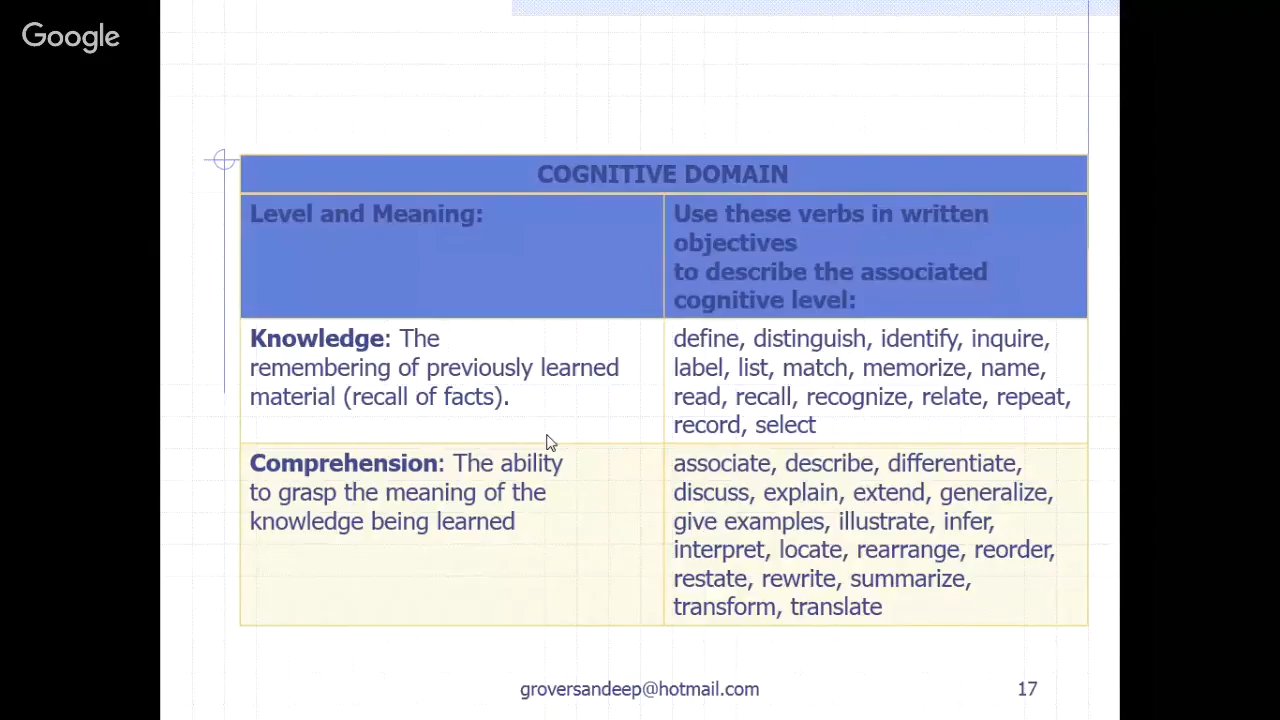 Google
COGNITIVE DOMAIN
Level and Meaning:
Use these verbs in written
objectives
to describe the associated
cognitive level:
Knowledge: The
remembering of previously learned
material (recall of facts).
define, distinguish, identify, inquire,
label, list, match, memorize, name,
read, recall, recognize, relate, repeat,
record, select
Comprehension: The ability
to grasp the meaning of the
knowledge being learned
associate, describe, differentiate,
discuss, explain, extend, generalize,
give examples, illustrate, infer,
interpret, locate, rearrange, reorder,
restate, rewrite, summarize,
transform, translate
groversandeep@hotmail.com
17